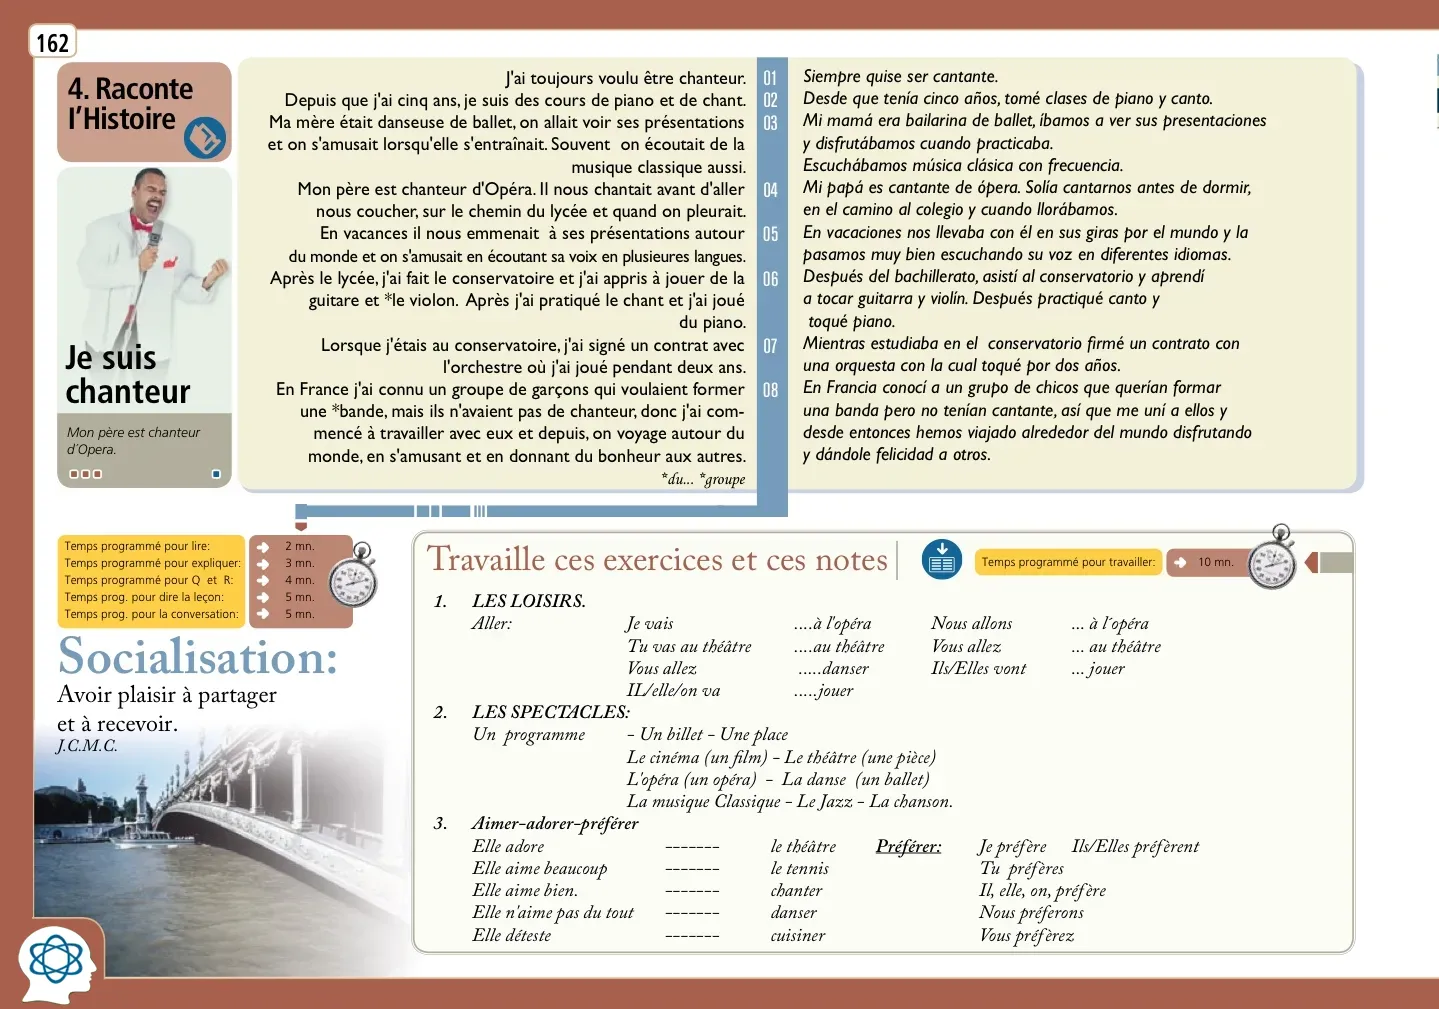 162
4. Raconte
l'Histoire
Je suis
chanteur
Mon père est chanteur
d´Opera.
J'ai toujours voulu être chanteur.
Depuis que j'ai cinq ans, je suis des cours de piano et de chant.
Ma mère était danseuse de ballet, on allait voir ses présentations
et on s'amusait lorsqu'elle s'entraînait. Souvent on écoutait de la
musique classique aussi.
Mon père est chanteur d'Opéra. Il nous chantait avant d'aller
nous coucher, sur le chemin du lycée et quand on pleurait.
En vacances il nous emmenait à ses présentations autour
du monde et on s'amusait en écoutant sa voix en plusieures langues.
Après le lycée, j'ai fait le conservatoire et j'ai appris à jouer de la
guitare et *le violon. Après j'ai pratiqué le chant et j'ai joué
du piano.
Lorsque j'étais au conservatoire, j'ai signé un contrat avec
l'orchestre où j'ai joué pendant deux ans.
En France j'ai connu un groupe de garçons qui voulaient former
une *bande, mais ils n'avaient pas de chanteur, donc j'ai com-
mencé à travailler avec eux et depuis, on voyage autour du
monde, en s'amusant et en donnant du bonheur aux autres.
*du... *groupe
01
02
03
04
05
06
07
08
Siempre quise ser cantante.
Desde que tenía cinco años, tomé clases de piano y canto.
Mi mamá era bailarina de ballet, íbamos a ver sus presentaciones
y disfrutábamos cuando practicaba.
Escuchábamos música clásica con frecuencia.
Mi papá es cantante de ópera. Solía cantarnos antes de dormir,
en el camino al colegio y cuando llorábamos.
En vacaciones nos llevaba con él en sus giras por el mundo y la
pasamos muy bien escuchando su voz en diferentes idiomas.
Después del bachillerato, asistí al conservatorio y aprendí
a tocar guitarra y violín. Después practiqué canto y
toqué piano.
Mientras estudiaba en el conservatorio firmé un contrato con
una orquesta con la cual toqué por dos años.
En Francia conocí a un grupo de chicos que querían formar
una banda pero no tenían cantante, así que me uní a ellos y
desde entonces hemos viajado alrededor del mundo disfrutando
y dándole felicidad a otros.
Temps programmé pour lire: 2 mn.
Temps programmé pour expliquer: 3 mn.
Temps programmé pour Q et R: 4 mn.
Temps prog. pour dire la leçon: 5 mn.
Temps prog. pour la conversation: 5 mn.
Socialisation:
Avoir plaisir à partager
et à recevoir.
J.C.M.C.
Travaille ces exercices et ces notes
Temps programmé pour travailler: 10 mn.
1. LES LOISIRS.
Aller: Je vais ....à l'opéra Nous allons ... à l´opéra
Tu vas au théâtre ....au théâtre Vous allez ... au théâtre
Vous allez .....danser Ils/Elles vont ... jouer
IL/elle/on va .....jouer
2. LES SPECTACLES:
Un programme - Un billet - Une place
Le cinéma (un film) - Le théâtre (une pièce)
L'opéra (un opéra) - La danse (un ballet)
La musique Classique - Le Jazz - La chanson.
3. Aimer-adorer-préférer
Elle adore ------- le théâtre Préférer: Je préfère Ils/Elles préfèrent
Elle aime beaucoup ------- le tennis Tu préfères
Elle aime bien. ------- chanter Il, elle, on, préfère
Elle n'aime pas du tout ------- danser Nous préferons
Elle déteste ------- cuisiner Vous préfèrez